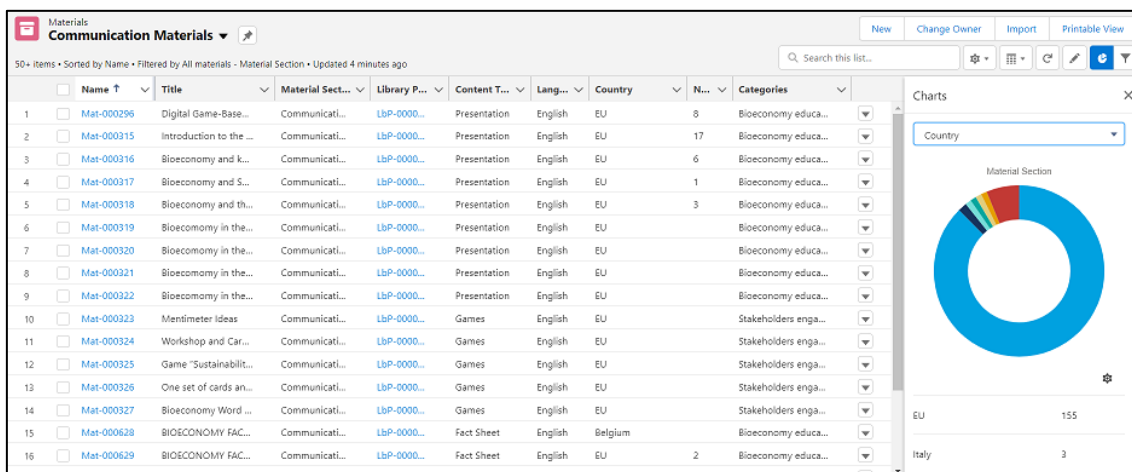 Materials
Communication Materials
New Change Owner Import Printable View
50+ items • Sorted by Name • Filtered by All materials - Material Section • Updated 4 minutes ago
Search this list...
Name ↑ Title Material Sect... Library P... Content T... Lang... Country N... Categories
1 Mat-000296 Digital Game-Base... Communicati... LbP-0000... Presentation English EU 8 Bioeconomy educa...
2 Mat-000315 Introduction to the ... Communicati... LbP-0000... Presentation English EU 17 Bioeconomy educa...
3 Mat-000316 Bioeconomy and k... Communicati... LbP-0000... Presentation English EU 6 Bioeconomy educa...
4 Mat-000317 Bioeconomy and S... Communicati... LbP-0000... Presentation English EU 1 Bioeconomy educa...
5 Mat-000318 Bioeconomy and th... Communicati... LbP-0000... Presentation English EU 3 Bioeconomy educa...
6 Mat-000319 Bioeconomy in the... Communicati... LbP-0000... Presentation English EU Bioeconomy educa...
7 Mat-000320 Bioecomomy in the... Communicati... LbP-0000... Presentation English EU Bioeconomy educa...
8 Mat-000321 Bioecomomy in the... Communicati... LbP-0000... Presentation English EU Bioeconomy educa...
9 Mat-000322 Bioecomomy in the... Communicati... LbP-0000... Presentation English EU Bioeconomy educa...
10 Mat-000323 Mentimeter Ideas Communicati... LbP-0000... Games English EU Stakeholders enga...
11 Mat-000324 Workshop and Car... Communicati... LbP-0000... Games English EU Stakeholders enga...
12 Mat-000325 Game "Sustainabilit... Communicati... LbP-0000... Games English EU Stakeholders enga...
13 Mat-000326 One set of cards an... Communicati... LbP-0000... Games English EU Stakeholders enga...
14 Mat-000327 Bioeconomy Word ... Communicati... LbP-0000... Games English EU Stakeholders enga...
15 Mat-000628 BIOECONOMY FAC... Communicati... LbP-0000... Fact Sheet English Belgium Bioeconomy educa...
16 Mat-000629 BIOECONOMY FAC... Communicati... LbP-0000... Fact Sheet English EU 2 Bioeconomy educa...
Charts
Country
Material Section
EU 155
Italy 3